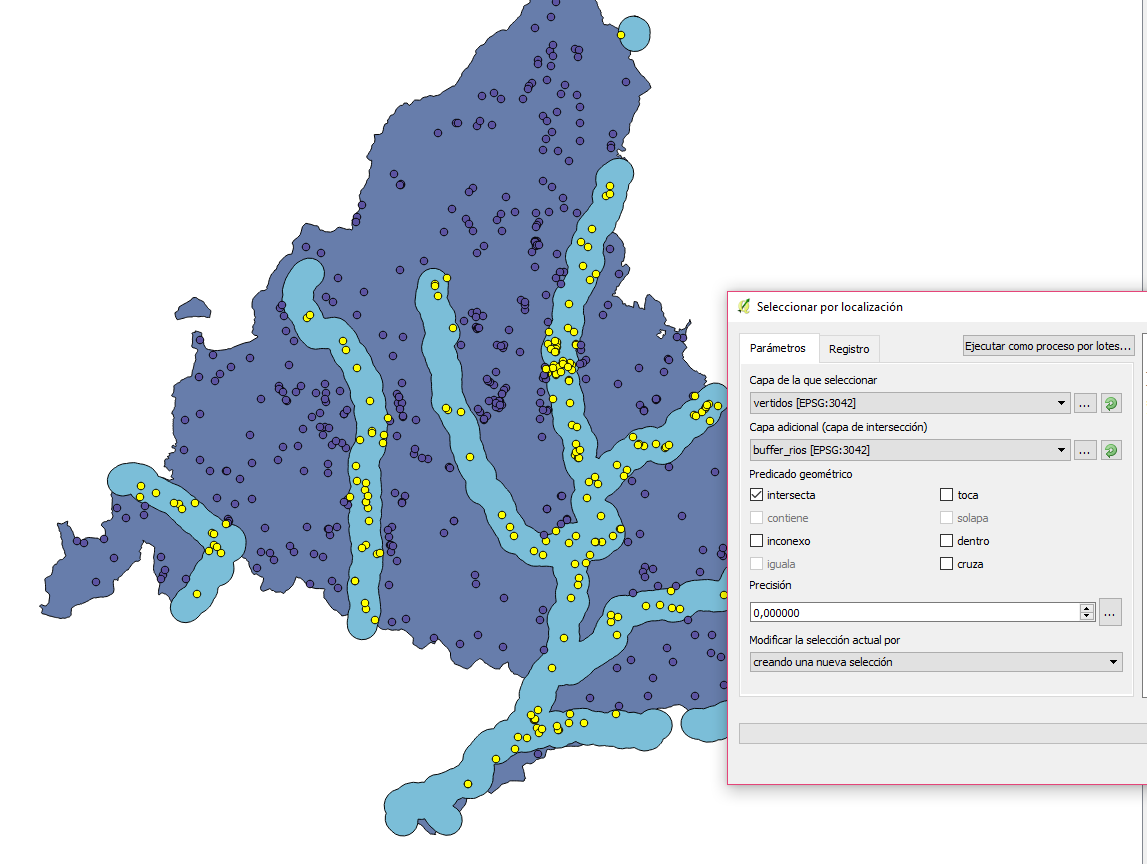 Seleccionar por localización
Parámetros
Registro
Ejecutar como proceso por lotes...
Capa de la que seleccionar
vertidos [EPSG:3042]
...
Capa adicional (capa de intersección)
buffer_rios [EPSG:3042]
...
Predicado geométrico
intersecta
toca
contiene
solapa
inconexo
dentro
iguala
cruza
Precisión
0,000000
...
Modificar la selección actual por
creando una nueva selección